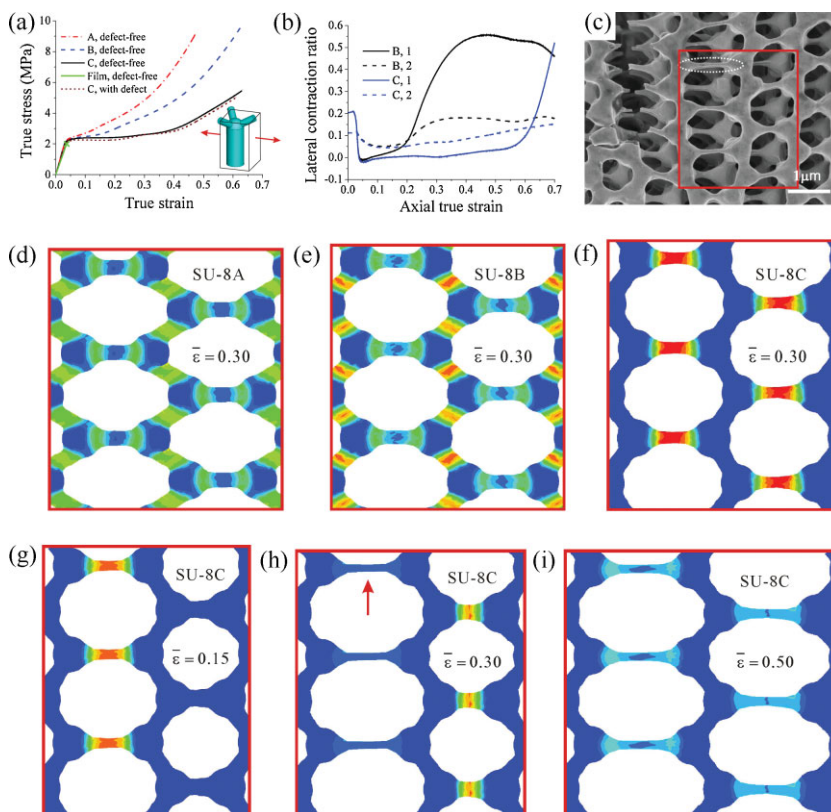 (a)
10
8
6
4
2
0
True stress (MPa)
A, defect-free
B, defect-free
C, defect-free
Film, defect-free
C, with defect
0.0 0.1 0.2 0.3 0.4 0.5 0.6 0.7
True strain
(b)
0.6
0.5
0.4
0.3
0.2
0.1
0.0
0.1
Lateral contraction ratio
B, 1
B, 2
C, 1
C, 2
0.0 0.1 0.2 0.3 0.4 0.5 0.6 0.7
Axial true strain
(c)
1μm
(d)
SU-8A
ε̄ = 0.30
(e)
SU-8B
ε̄ = 0.30
(f)
SU-8C
ε̄ = 0.30
(g)
SU-8C
ε̄ = 0.15
(h)
SU-8C
ε̄ = 0.30
(i)
SU-8C
ε̄ = 0.50